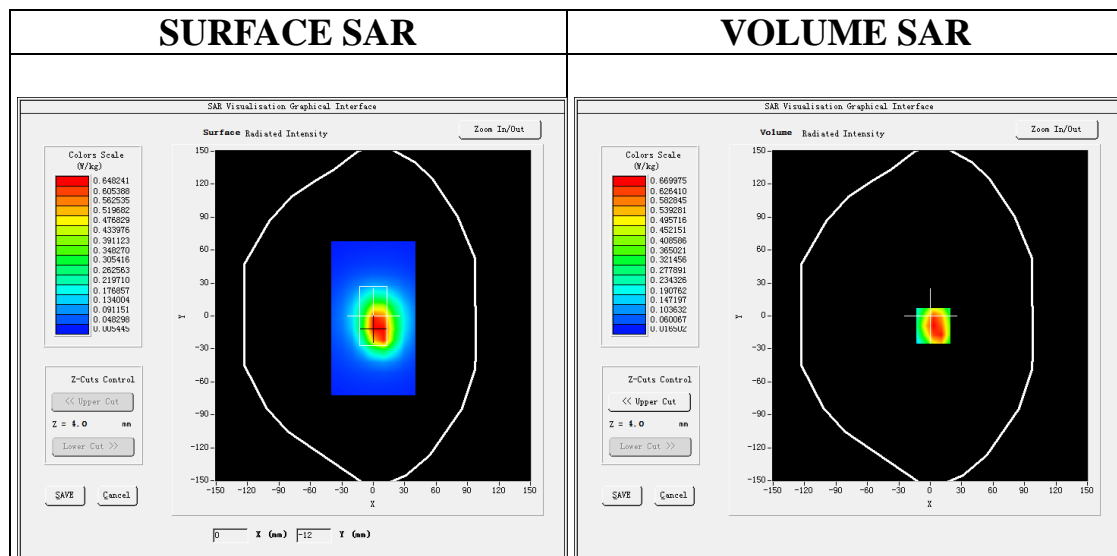 SURFACE SAR
VOLUME SAR
SAR Visualisation Graphical Interface
Surface Radiated Intensity
Zoom In/Out
Colors Scale
(W/kg)
0.648241
0.605388
0.562535
0.519682
0.476829
0.433976
0.391123
0.348270
0.305416
0.262563
0.219710
0.176857
0.134004
0.091151
0.048298
0.005445
Z-Cuts Control
<< Upper Cut
Z = 4.0 mm
Lower Cut >>
SAVE
Cancel
150
120
90
60
30
0
-30
-60
-90
-120
-150
Y
-150 -120 -90 -60 -30 0 30 60 90 120 150
X
0 X (mm) -12 Y (mm)
SAR Visualisation Graphical Interface
Volume Radiated Intensity
Zoom In/Out
Colors Scale
(W/kg)
0.669975
0.626410
0.582845
0.539281
0.495716
0.452151
0.408586
0.365021
0.321456
0.277891
0.234326
0.190762
0.147197
0.103632
0.060067
0.016502
Z-Cuts Control
<< Upper Cut
Z = 4.0 mm
Lower Cut >>
SAVE
Cancel
150
120
90
60
30
0
-30
-60
-90
-120
-150
Y
-150 -120 -90 -60 -30 0 30 60 90 120 150
X